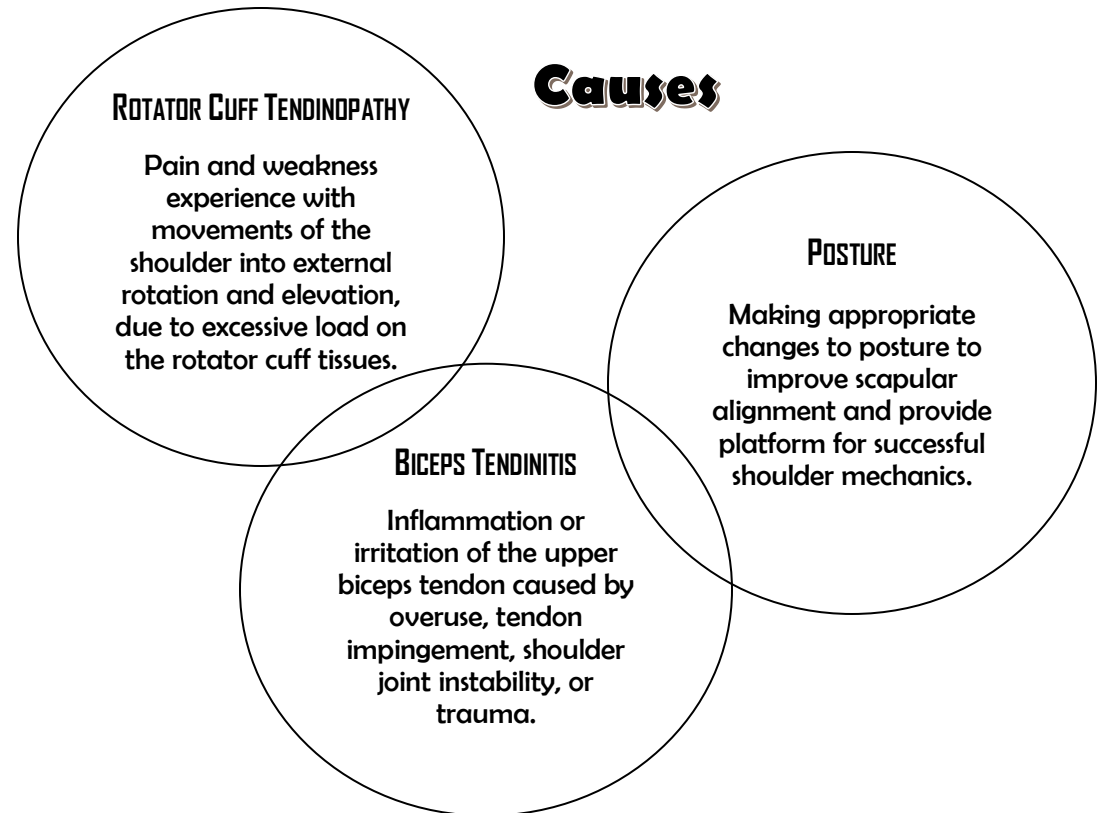 Causes
Rotator Cuff Tendinopathy
Pain and weakness
experience with
movements of the
shoulder into external
rotation and elevation,
due to excessive load on
the rotator cuff tissues.
Posture
Making appropriate
changes to posture to
improve scapular
alignment and provide
platform for successful
shoulder mechanics.
Biceps Tendinitis
Inflammation or
irritation of the upper
biceps tendon caused by
overuse, tendon
impingement, shoulder
joint instability, or
trauma.